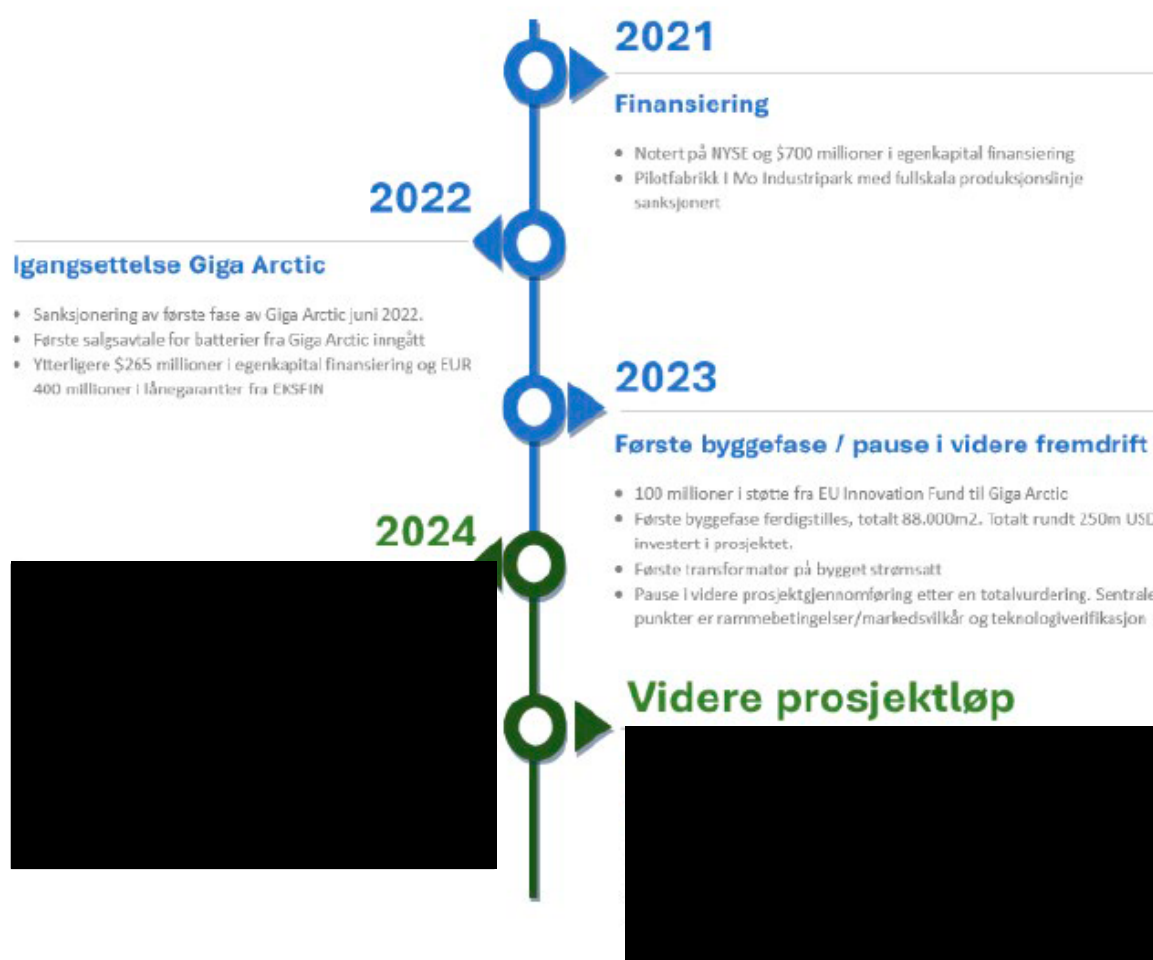 2021
Finansiering
• Notert på NYSE og $700 millioner i egenkapital finansiering
• Pilotfabrikk I Mo Industripark med fullskala produksjonslinje
sanksjonert
2022
Igangsettelse Giga Arctic
• Sanksjonering av første fase av Giga Arctic juni 2022.
• Første salgsavtale for batterier fra Giga Arctic inngått
• Ytterligere $265 millioner i egenkapital finansiering og EUR
400 millioner i lånegarantier fra EKSFIN
2023
Første byggefase / pause i videre fremdrift
• 100 millioner i støtte fra EU Innovation Fund til Giga Arctic
• Første byggefase ferdigstilles, totalt 88.000m2. Totalt rundt 250m USD
investert i prosjektet.
• Første transformator på bygget strømsatt
• Pause i videre prosjektgjennomføring etter en totalvurdering. Sentrale
punkter er rammebetingelser/markedsvilkår og teknologiverifikasjon
2024
Videre prosjektløp